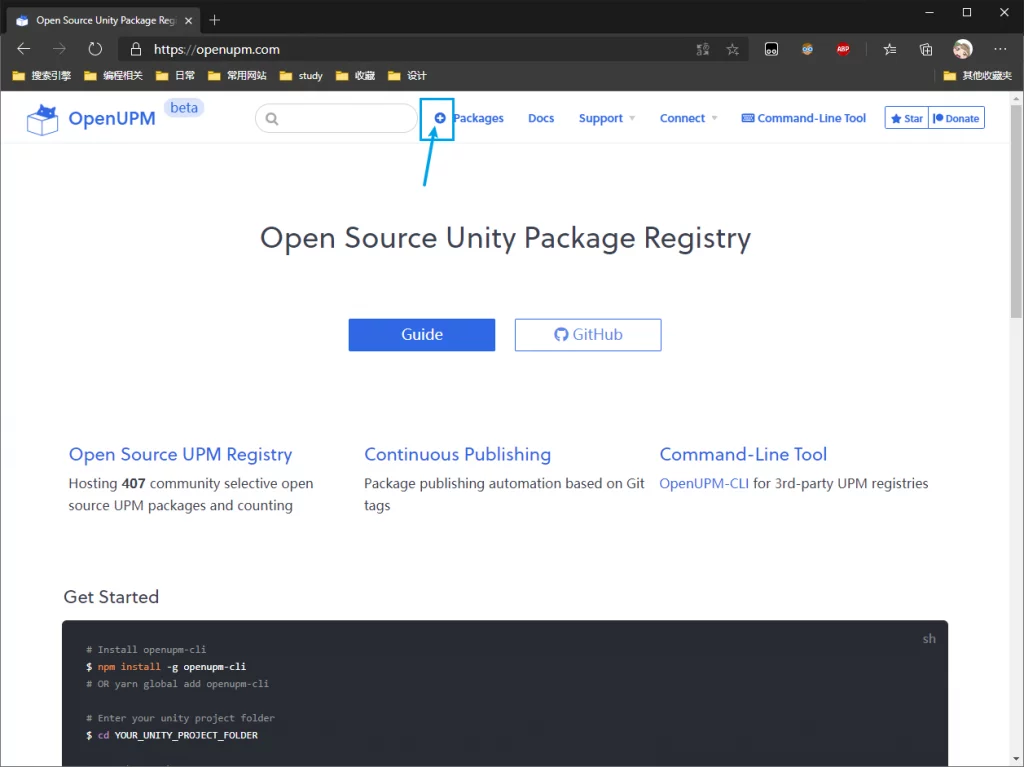 Open Source Unity Package Regi
https://openupm.com
ABP
搜索引擎 编程相关 日常 常用网站 study 收藏 设计 其他收藏夹
OpenUPM beta Packages Docs Support Connect Command-Line Tool Star Donate
Open Source Unity Package Registry
Guide GitHub
Open Source UPM Registry
Hosting 407 community selective open
source UPM packages and counting
Continuous Publishing
Package publishing automation based on Git
tags
Command-Line Tool
OpenUPM-CLI for 3rd-party UPM registries
Get Started
sh
# Install openupm-cli
$ npm install -g openupm-cli
# OR yarn global add openupm-cli
# Enter your unity project folder
$ cd YOUR_UNITY_PROJECT_FOLDER